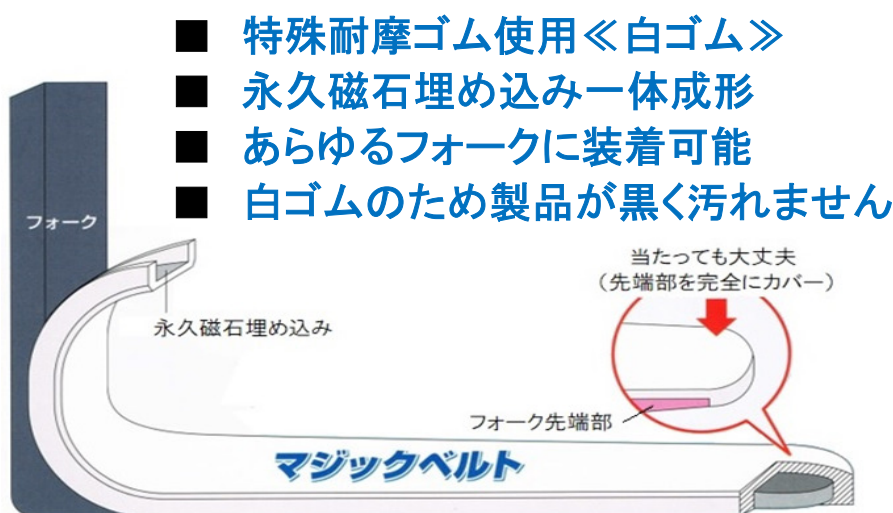 ■ 特殊耐摩ゴム使用≪白ゴム≫
■ 永久磁石埋め込み一体成形
■ あらゆるフォークに装着可能
■ 白ゴムのため製品が黒く汚れません
フォーク
当たっても大丈夫
（先端部を完全にカバー）
永久磁石埋め込み
フォーク先端部
マジックベルト